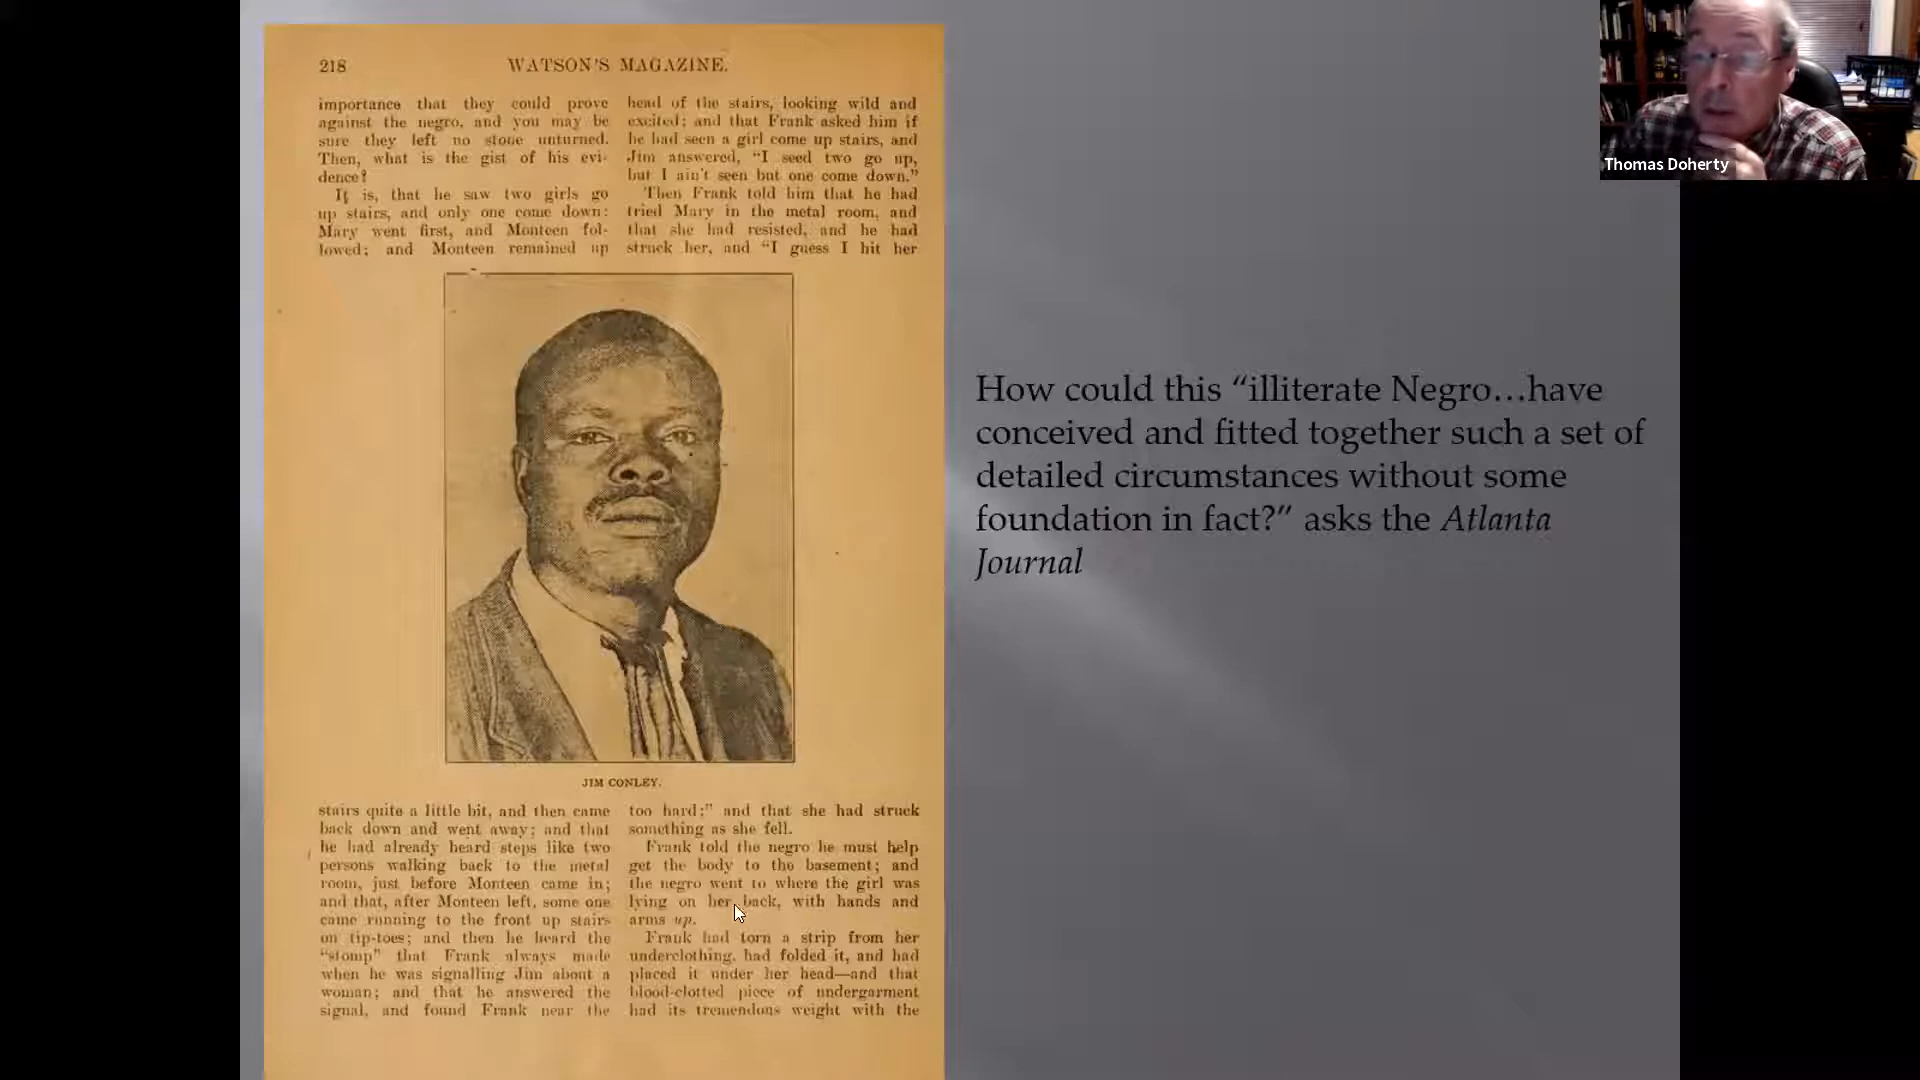 218 WATSON'S MAGAZINE.
importance that they could prove
against the negro, and you may be
sure they left no stone unturned.
Then, what is the gist of his evi-
dence?
It is, that he saw two girls go
up stairs, and only one come down:
Mary went first, and Monteen fol-
lowed; and Monteen remained up
head of the stairs, looking wild and
excited; and that Frank asked him if
he had seen a girl come up stairs, and
Jim answered, "I seed two go up,
but I ain't seen but one come down."
Then Frank told him that he had
tried Mary in the metal room, and
that she had resisted, and he had
struck her, and "I guess I hit her
JIM CONLEY.
stairs quite a little bit, and then came
back down and went away; and that
he had already heard steps like two
persons walking back to the metal
room, just before Monteen came in;
and that, after Monteen left, some one
came running to the front up stairs
on tip-toes; and then he heard the
"stomp" that Frank always made
when he was signalling Jim about a
woman; and that he answered the
signal, and found Frank near the
too hard;" and that she had struck
something as she fell.
Frank told the negro he must help
get the body to the basement; and
the negro went to where the girl was
lying on her back, with hands and
arms up.
Frank had torn a strip from her
underclothing, had folded it, and had
placed it under her head—and that
blood-clotted piece of undergarment
had its tremendous weight with the
How could this “illiterate Negro…have
conceived and fitted together such a set of
detailed circumstances without some
foundation in fact?” asks the Atlanta
Journal
Thomas Doherty